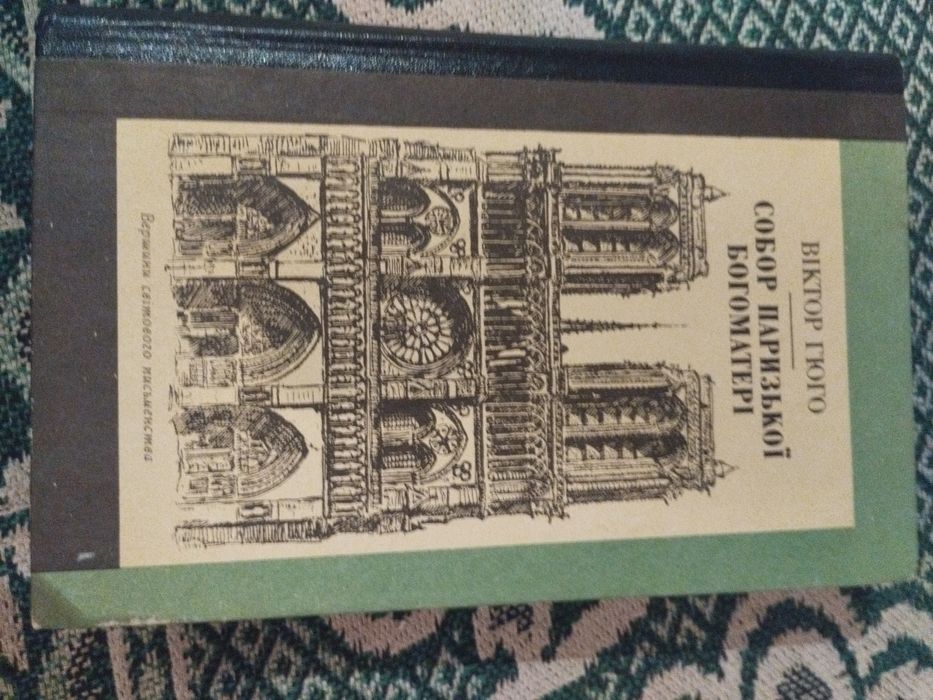 ВІКТОР ГЮГО
СОБОР ПАРИЗЬКОЇ
БОГОМАТЕРІ
Вершини світового письменства